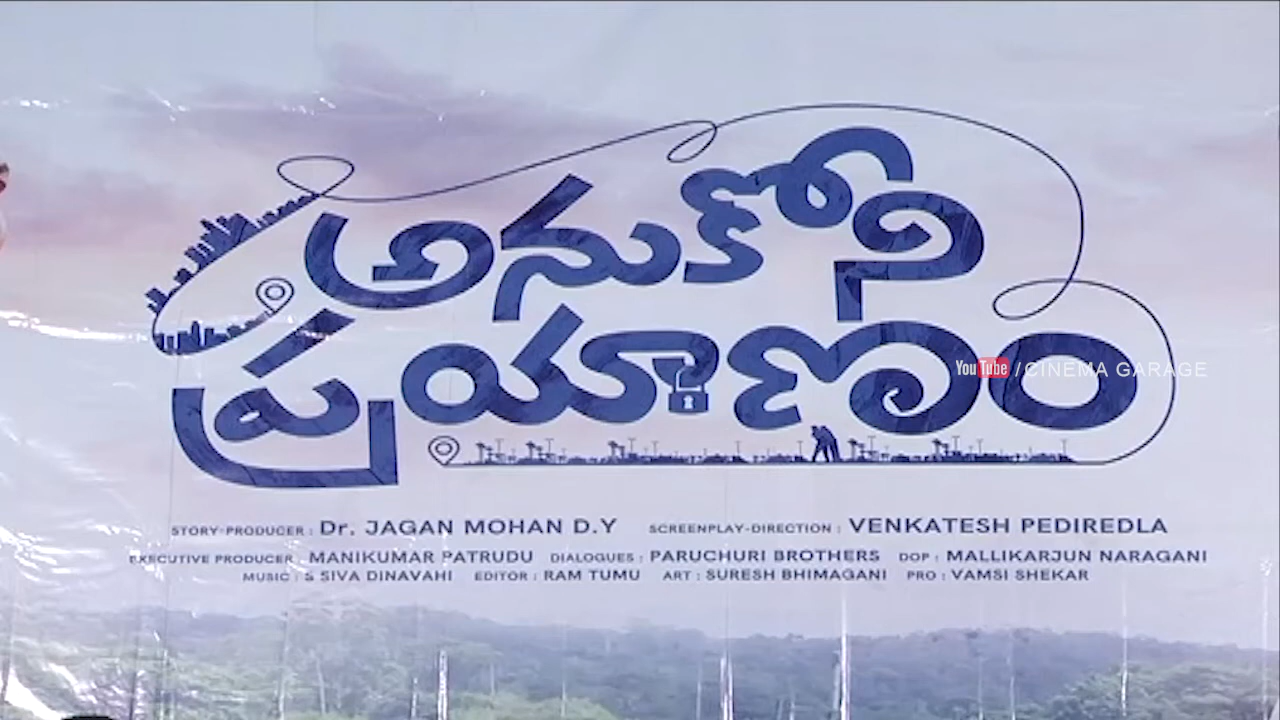 అనుకోని
ప్రయాణం
YouTube /CINEMA GARAGE
STORY-PRODUCER : Dr. JAGAN MOHAN D.Y SCREENPLAY-DIRECTION : VENKATESH PEDIREDLA
EXECUTIVE PRODUCER : MANIKUMAR PATRUDU DIALOGUES : PARUCHURI BROTHERS DOP : MALLIKARJUN NARAGANI
MUSIC : S SIVA DINAVAHI EDITOR : RAM TUMU ART : SURESH BHIMAGANI PRO : VAMSI SHEKAR